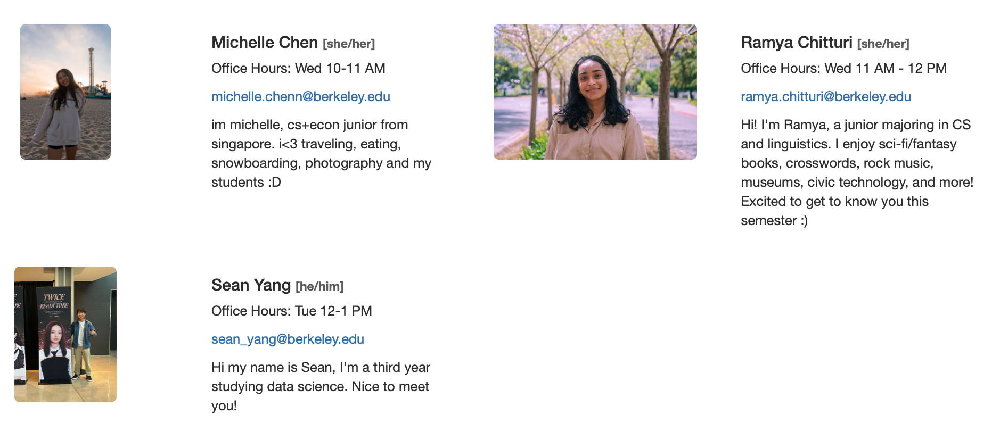 Michelle Chen [she/her]
Office Hours: Wed 10-11 AM
michelle.chenn@berkeley.edu
im michelle, cs+econ junior from
singapore. i<3 traveling, eating,
snowboarding, photography and my
students :D
Ramya Chitturi [she/her]
Office Hours: Wed 11 AM - 12 PM
ramya.chitturi@berkeley.edu
Hi! I'm Ramya, a junior majoring in CS
and linguistics. I enjoy sci-fi/fantasy
books, crosswords, rock music,
museums, civic technology, and more!
Excited to get to know you this
semester :)
TWICE
READY TO BE
BE
Sean Yang [he/him]
Office Hours: Tue 12-1 PM
sean_yang@berkeley.edu
Hi my name is Sean, I'm a third year
studying data science. Nice to meet
you!